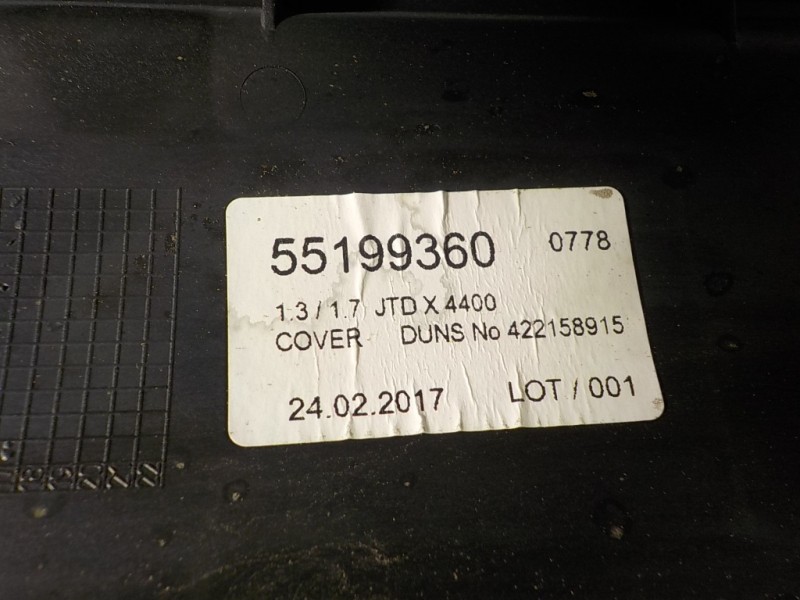 55199360 0778
1.3 / 1.7 JTD X 4400
COVER DUNS No 422158915
24.02.2017 LOT / 001